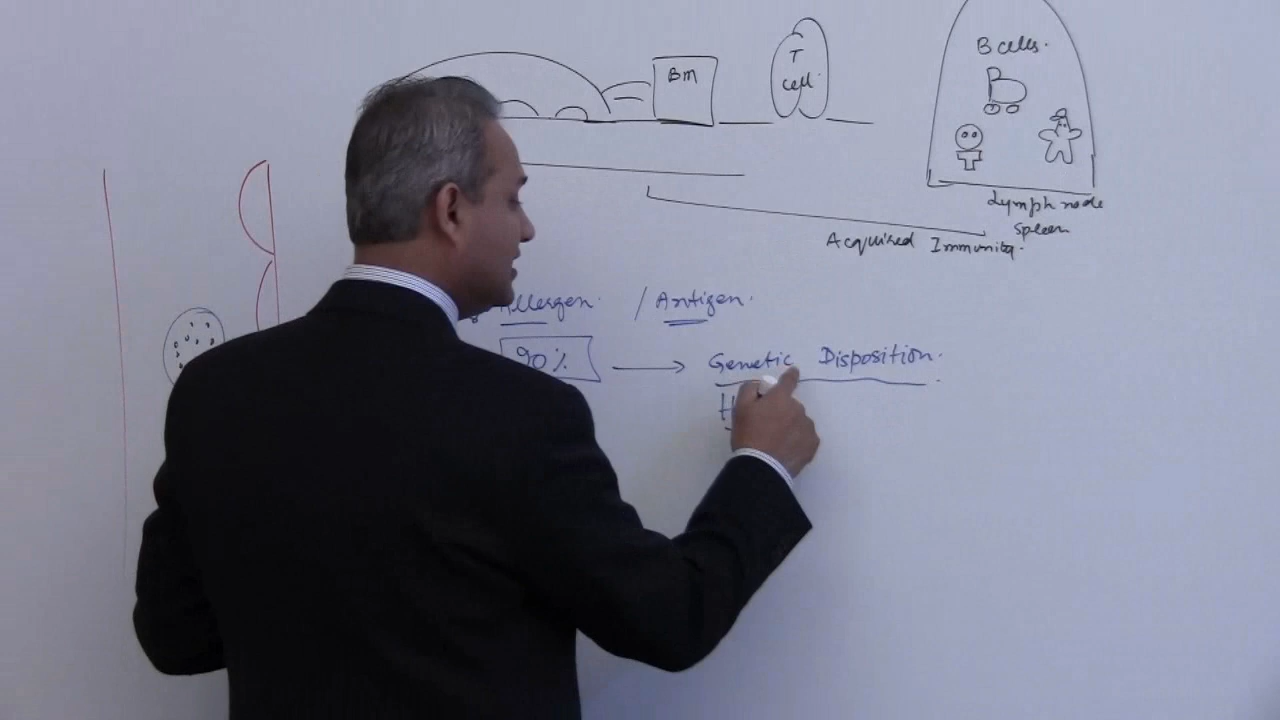 BM
T
cell.
B cells.
Lymph node
Spleen
Acquired Immunity.
Allergen. / Antigen.
90% → Genetic Disposition.
H